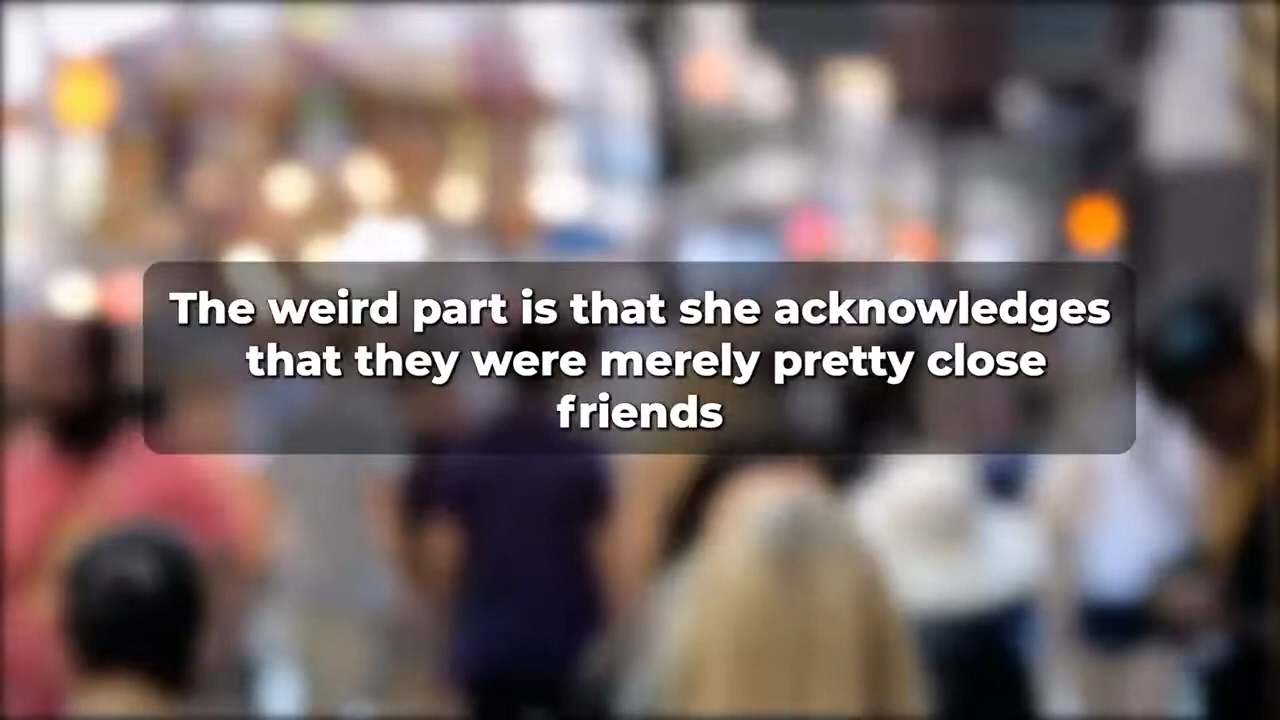 The weird part is that she acknowledges
that they were merely pretty close
friends